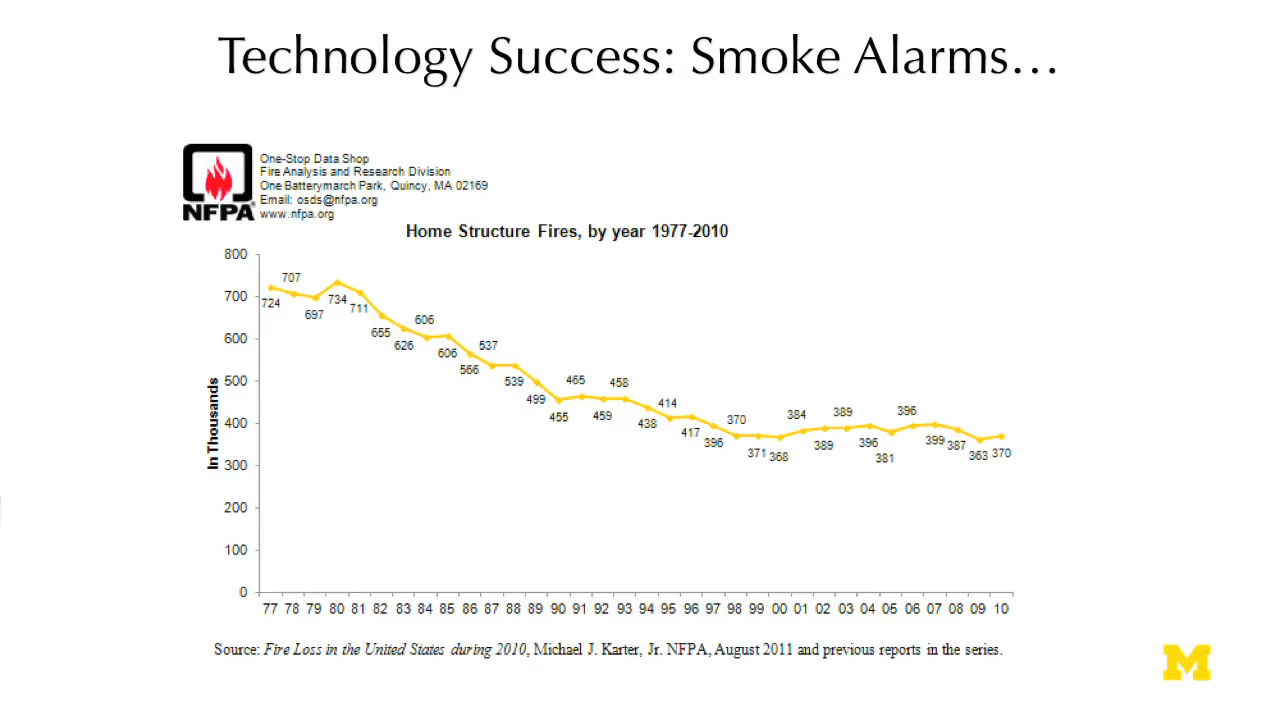 Technology Success: Smoke Alarms…
One-Stop Data Shop
Fire Analysis and Research Division
One Batterymarch Park, Quincy, MA 02169
Email: osds@nfpa.org
www.nfpa.org
NFPA®
Home Structure Fires, by year 1977-2010
In Thousands
800
700
600
500
400
300
200
100
0
724 707 697 734 711 655 626 606 606 566 537 539 499 455 465 459 458 438 414 417 396 370 371 368 384 389 389 396 381 396 399 387 363 370
77 78 79 80 81 82 83 84 85 86 87 88 89 90 91 92 93 94 95 96 97 98 99 00 01 02 03 04 05 06 07 08 09 10
Source: Fire Loss in the United States during 2010, Michael J. Karter, Jr. NFPA, August 2011 and previous reports in the series.
M